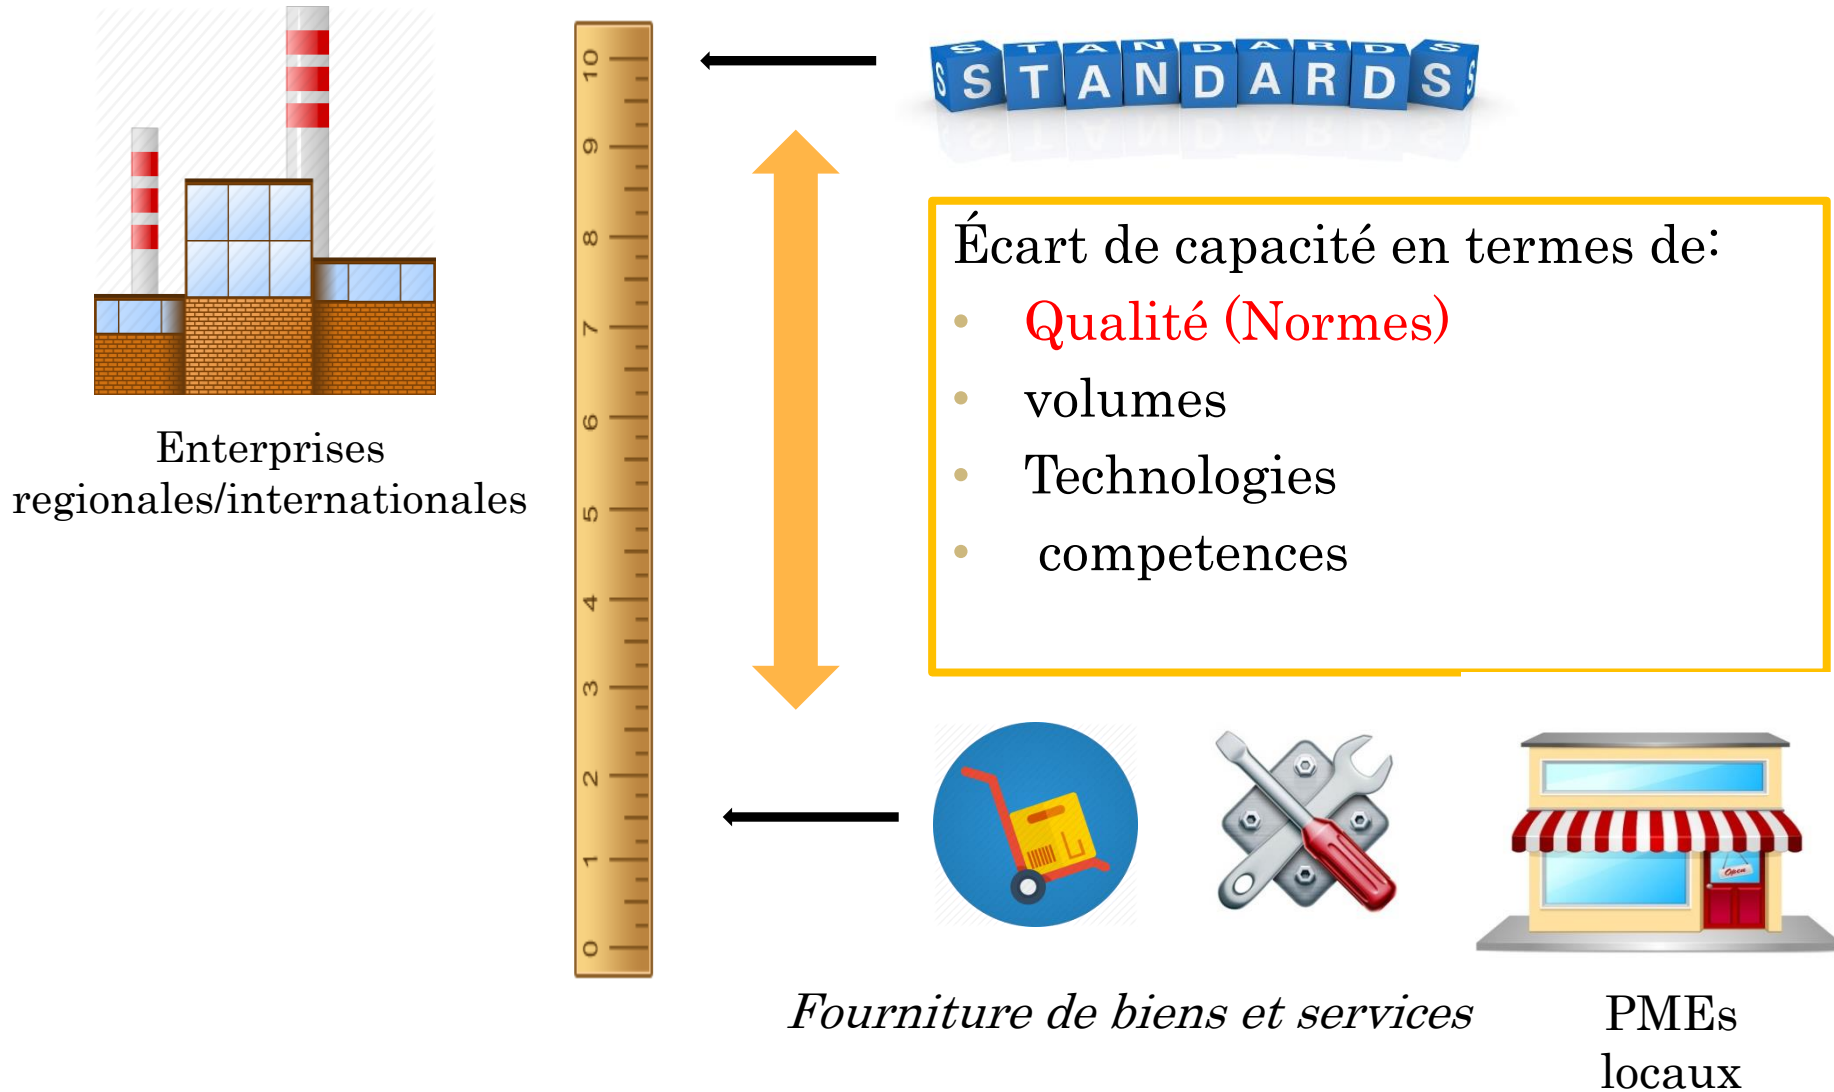 STANDARDS
10
9
8
7
6
5
4
3
2
1
0
Écart de capacité en termes de:
• Qualité (Normes)
• volumes
• Technologies
• competences
Enterprises
regionales/internationales
Open
Fourniture de biens et services
PMEs
locaux